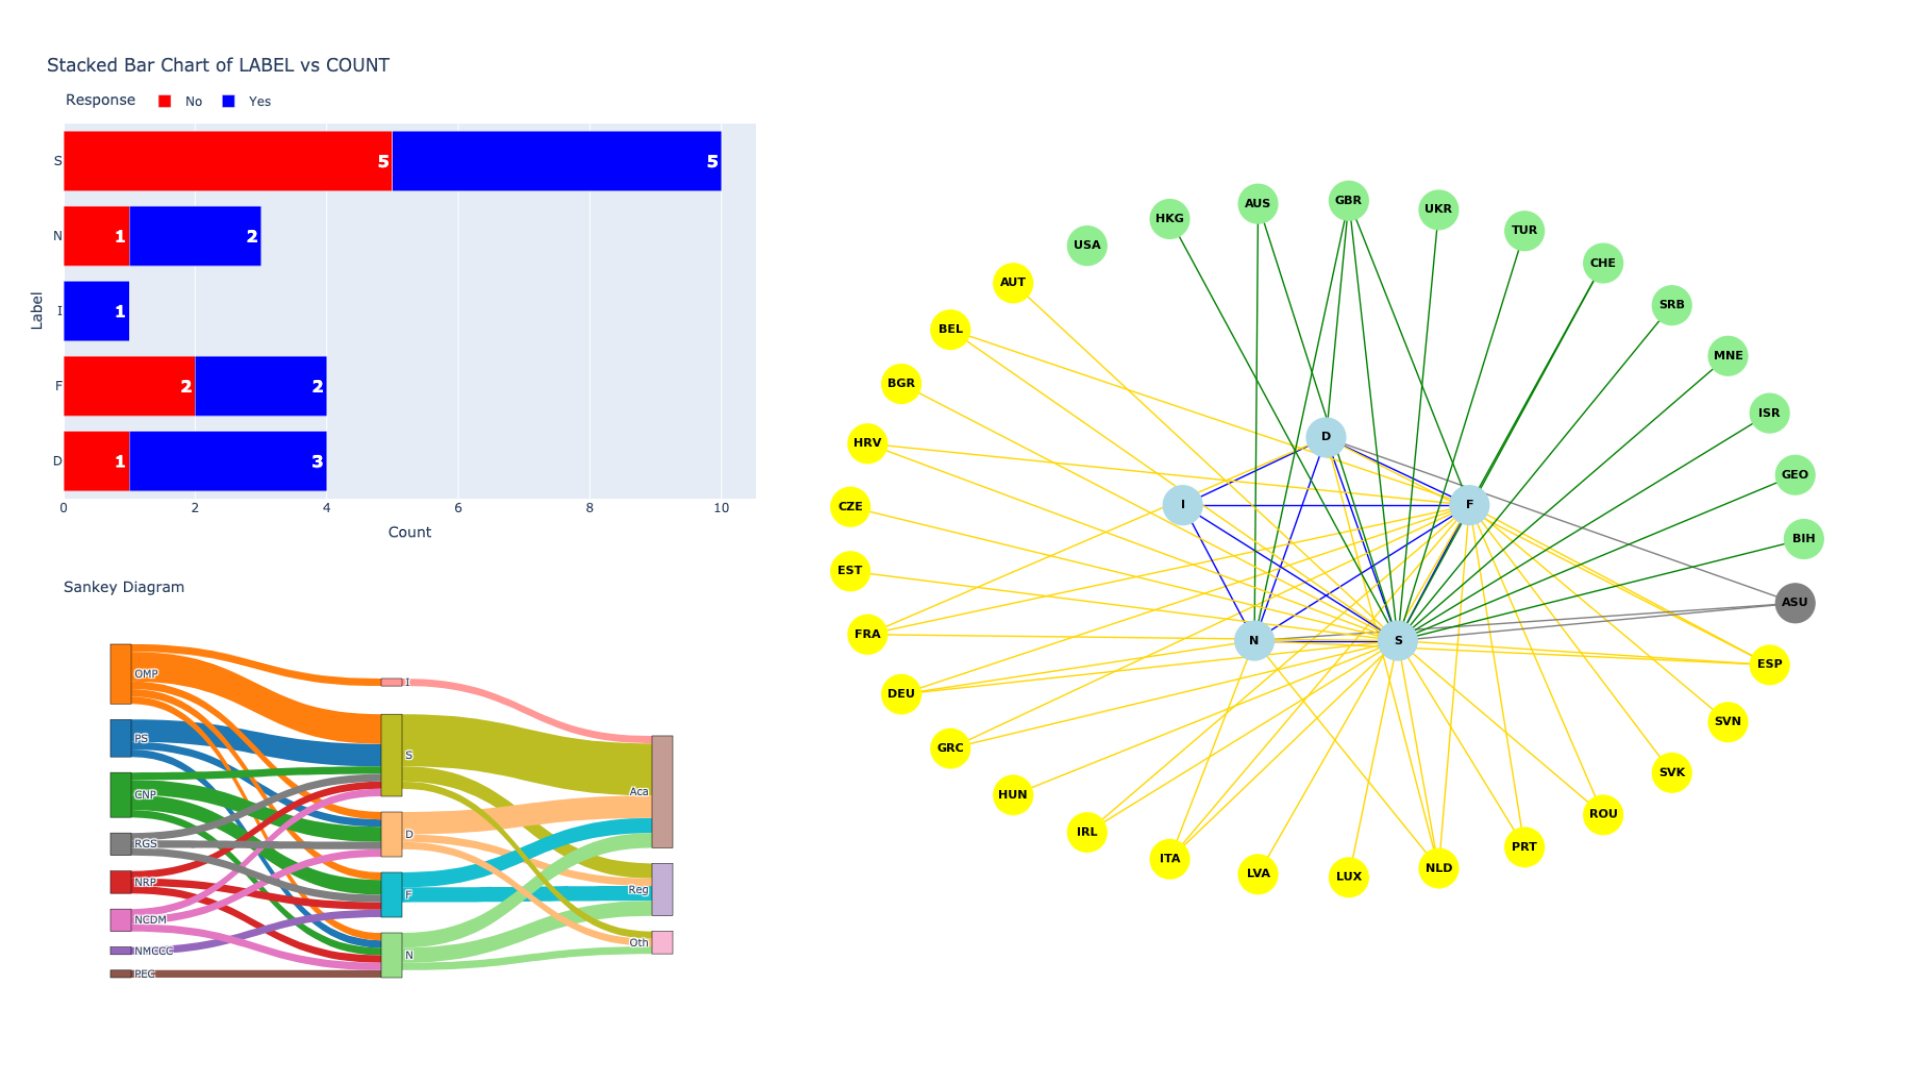 Stacked Bar Chart of LABEL vs COUNT
Response No Yes
S 5 5
N 1 2
I 1
F 2 2
D 1 3
Label
0 2 4 6 8 10
Count
Sankey Diagram
OMP
PS
CNP
RGS
NRP
NCDM
NMCCC
PEC
I
S
D
F
N
Aca
Reg
Oth
USA
HKG
AUS
GBR
UKR
TUR
CHE
SRB
MNE
ISR
GEO
BIH
ASU
ESP
SVN
SVK
ROU
PRT
NLD
LUX
LVA
ITA
IRL
HUN
GRC
DEU
FRA
EST
CZE
HRV
BGR
BEL
AUT
D
I
F
N
S